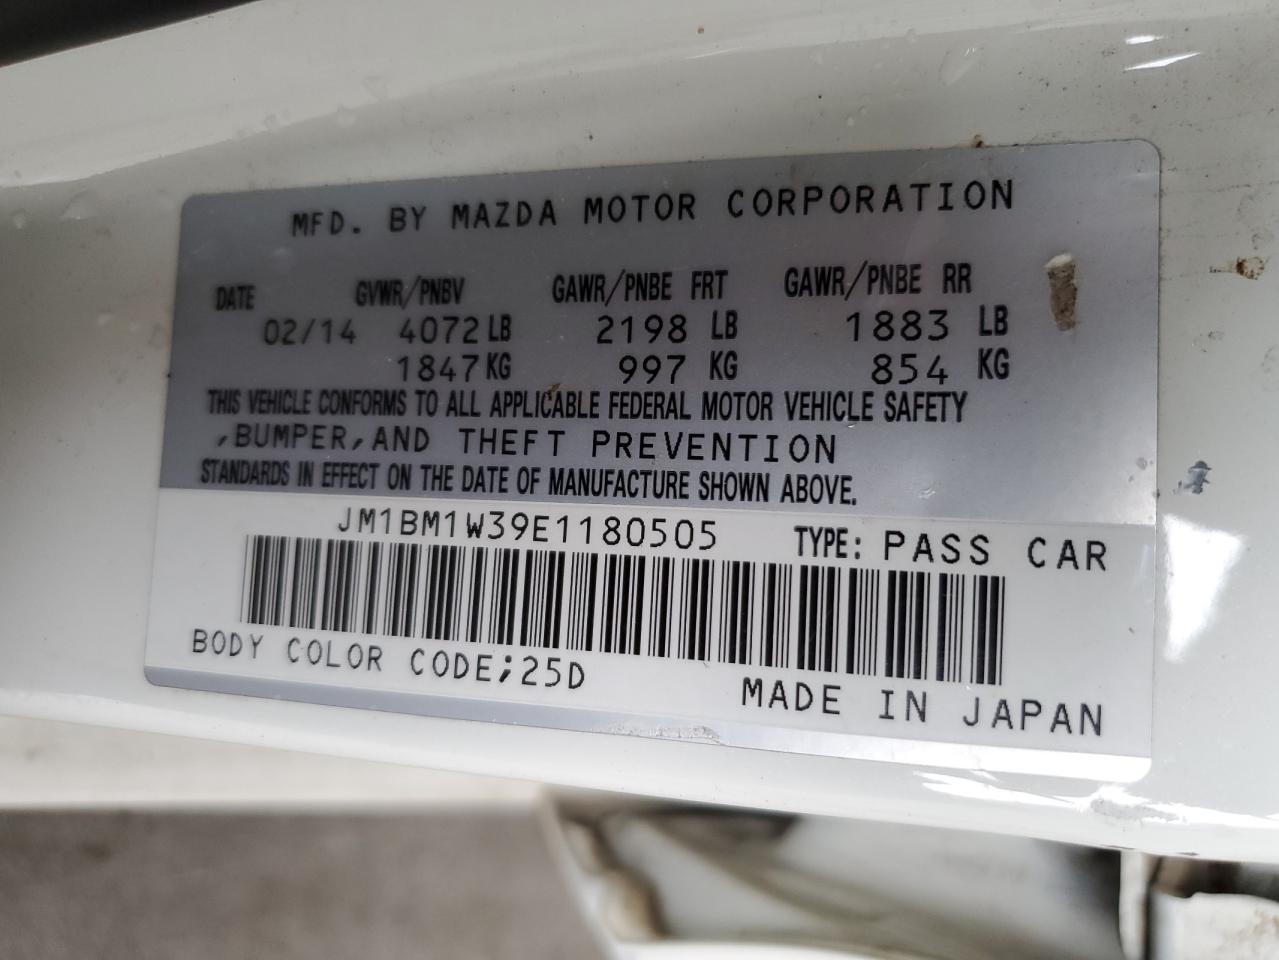 MFD. BY MAZDA MOTOR CORPORATION
DATE GVWR/PNBV GAWR/PNBE FRT GAWR/PNBE RR
02/14 4072 LB 2198 LB 1883 LB
1847 KG 997 KG 854 KG
THIS VEHICLE CONFORMS TO ALL APPLICABLE FEDERAL MOTOR VEHICLE SAFETY
,BUMPER,AND THEFT PREVENTION
STANDARDS IN EFFECT ON THE DATE OF MANUFACTURE SHOWN ABOVE.
JM1BM1W39E1180505 TYPE: PASS CAR
BODY COLOR CODE;25D
MADE IN JAPAN